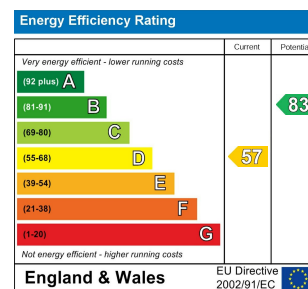 Energy Efficiency Rating
Current
Potentia
Very energy efficient - lower running costs
(92 plus) A
(81-91) B
83
(69-80) C
(55-68) D
57
(39-54) E
(21-38) F
(1-20) G
Not energy efficient - higher running costs
England & Wales
EU Directive
2002/91/EC